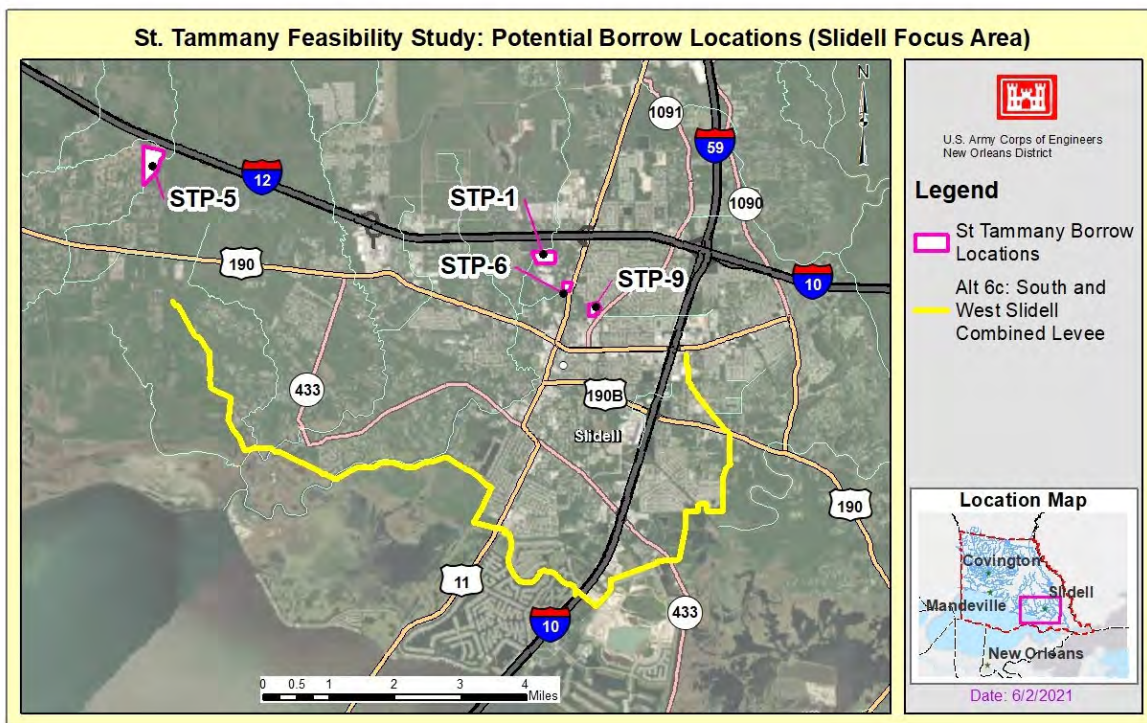 St. Tammany Feasibility Study: Potential Borrow Locations (Slidell Focus Area)
N
1091
59
STP-5
12
STP-1
1090
190
STP-6
STP-9
10
433
190B
Slidell
190
11
433
10
0 0.5 1 2 3 4
Miles
U.S. Army Corps of Engineers
New Orleans District
Legend
St Tammany Borrow
Locations
Alt 6c: South and
West Slidell
Combined Levee
Location Map
Covington
Slidell
Mandeville
New Orleans
Date: 6/2/2021